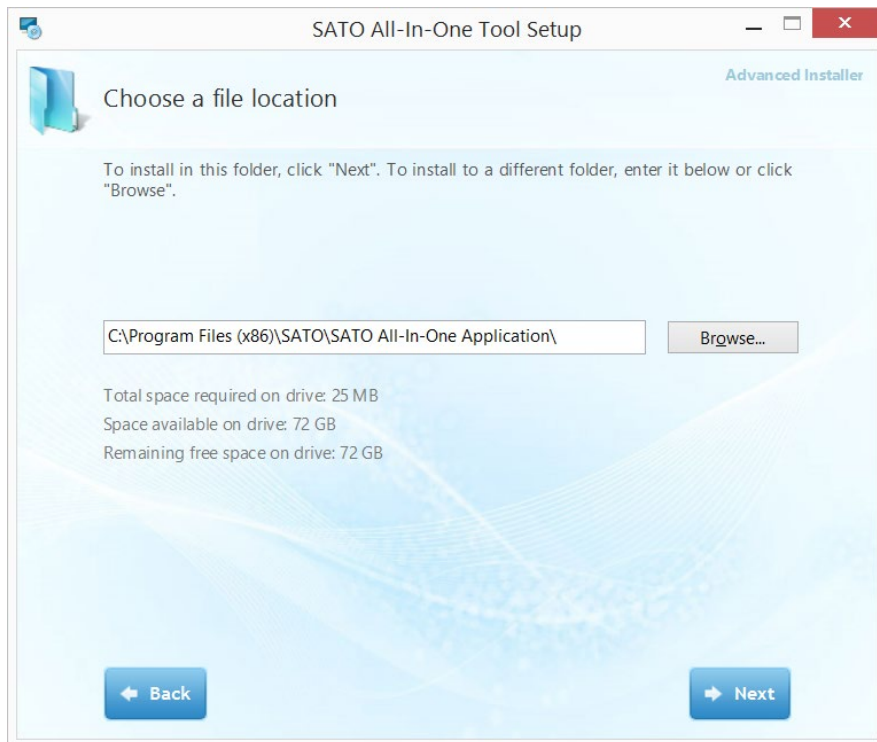 SATO All-In-One Tool Setup
Advanced Installer
Choose a file location
To install in this folder, click "Next". To install to a different folder, enter it below or click
"Browse".
C:\Program Files (x86)\SATO\SATO All-In-One Application\
Browse...
Total space required on drive: 25 MB
Space available on drive: 72 GB
Remaining free space on drive: 72 GB
Back
Next